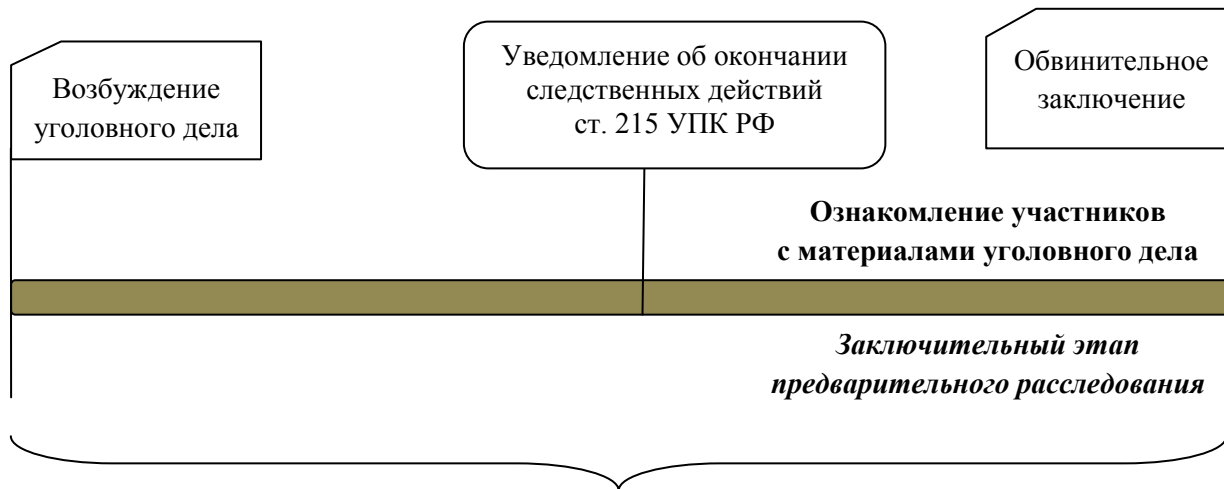 Возбуждение
уголовного дела
Уведомление об окончании
следственных действий
ст. 215 УПК РФ
Обвинительное
заключение
Ознакомление участников
с материалами уголовного дела
Заключительный этап
предварительного расследования